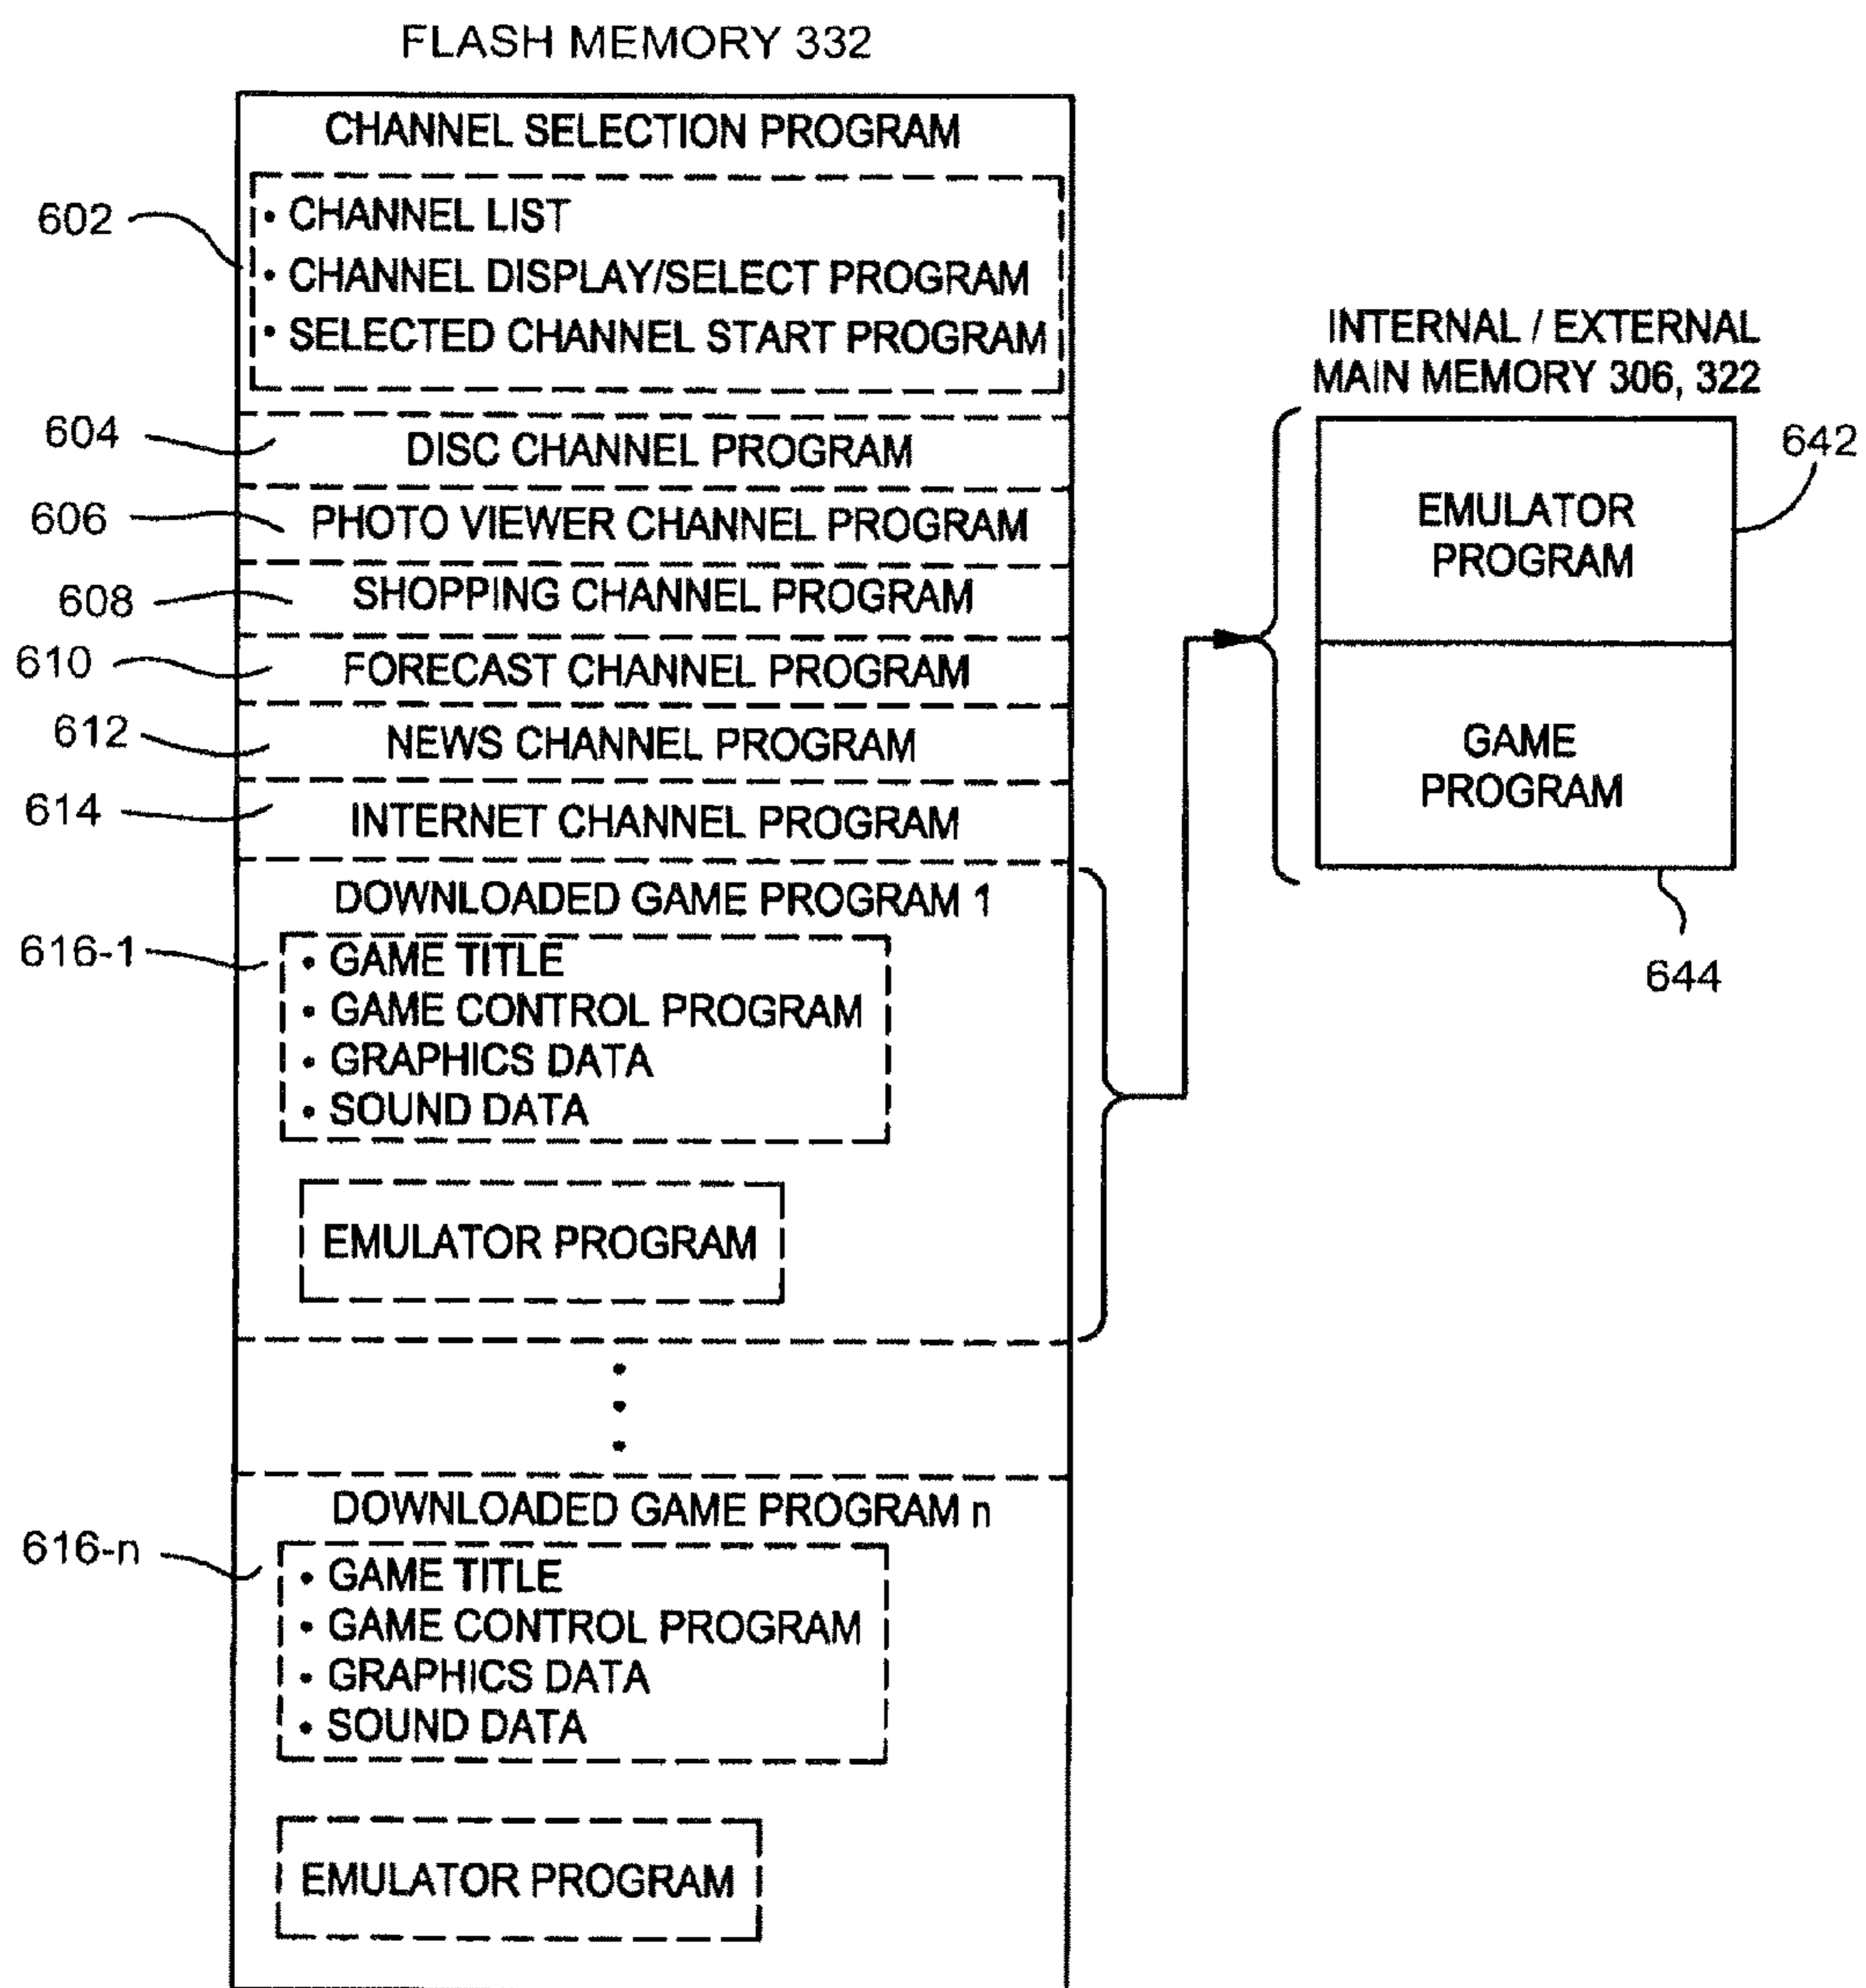 FLASH MEMORY 332
CHANNEL SELECTION PROGRAM
602
• CHANNEL LIST
• CHANNEL DISPLAY/SELECT PROGRAM
• SELECTED CHANNEL START PROGRAM
604
DISC CHANNEL PROGRAM
606
PHOTO VIEWER CHANNEL PROGRAM
608
SHOPPING CHANNEL PROGRAM
610
FORECAST CHANNEL PROGRAM
612
NEWS CHANNEL PROGRAM
614
INTERNET CHANNEL PROGRAM
DOWNLOADED GAME PROGRAM 1
616-1
• GAME TITLE
• GAME CONTROL PROGRAM
• GRAPHICS DATA
• SOUND DATA
EMULATOR PROGRAM
DOWNLOADED GAME PROGRAM n
616-n
• GAME TITLE
• GAME CONTROL PROGRAM
• GRAPHICS DATA
• SOUND DATA
EMULATOR PROGRAM
INTERNAL / EXTERNAL
MAIN MEMORY 306, 322
642
EMULATOR
PROGRAM
GAME
PROGRAM
644